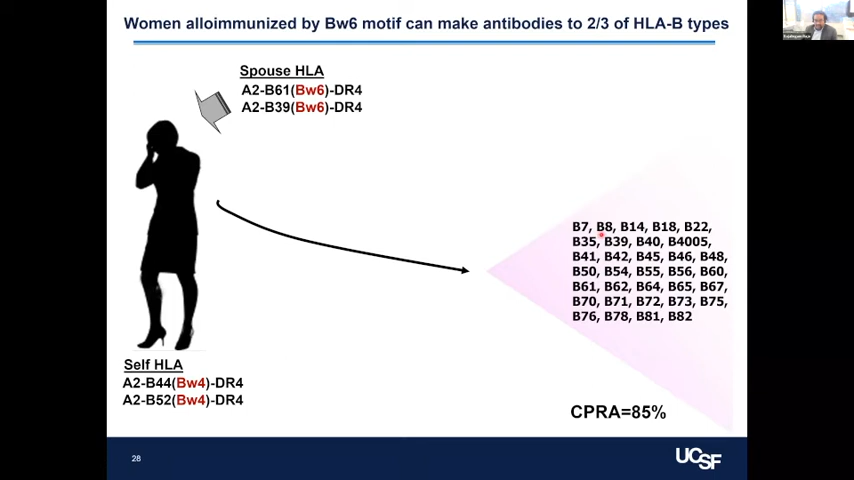 Women alloimmunized by Bw6 motif can make antibodies to 2/3 of HLA-B types
Spouse HLA
A2-B61(Bw6)-DR4
A2-B39(Bw6)-DR4
B7, B8, B14, B18, B22,
B35, B39, B40, B4005,
B41, B42, B45, B46, B48,
B50, B54, B55, B56, B60,
B61, B62, B64, B65, B67,
B70, B71, B72, B73, B75,
B76, B78, B81, B82
Self HLA
A2-B44(Bw4)-DR4
A2-B52(Bw4)-DR4
CPRA=85%
28
UCSF